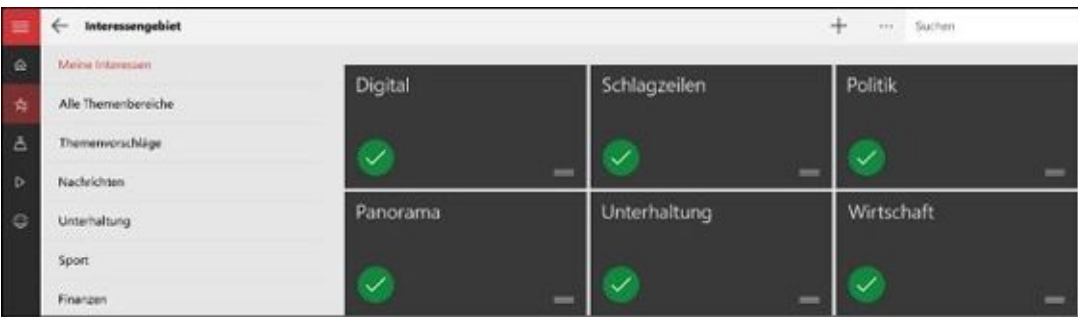 Interessengebiet
Suchen
Meine Interessen
Alle Themenbereiche
Themenvorschläge
Nachrichten
Unterhaltung
Sport
Finanzen
Digital
Schlagzeilen
Politik
Panorama
Unterhaltung
Wirtschaft